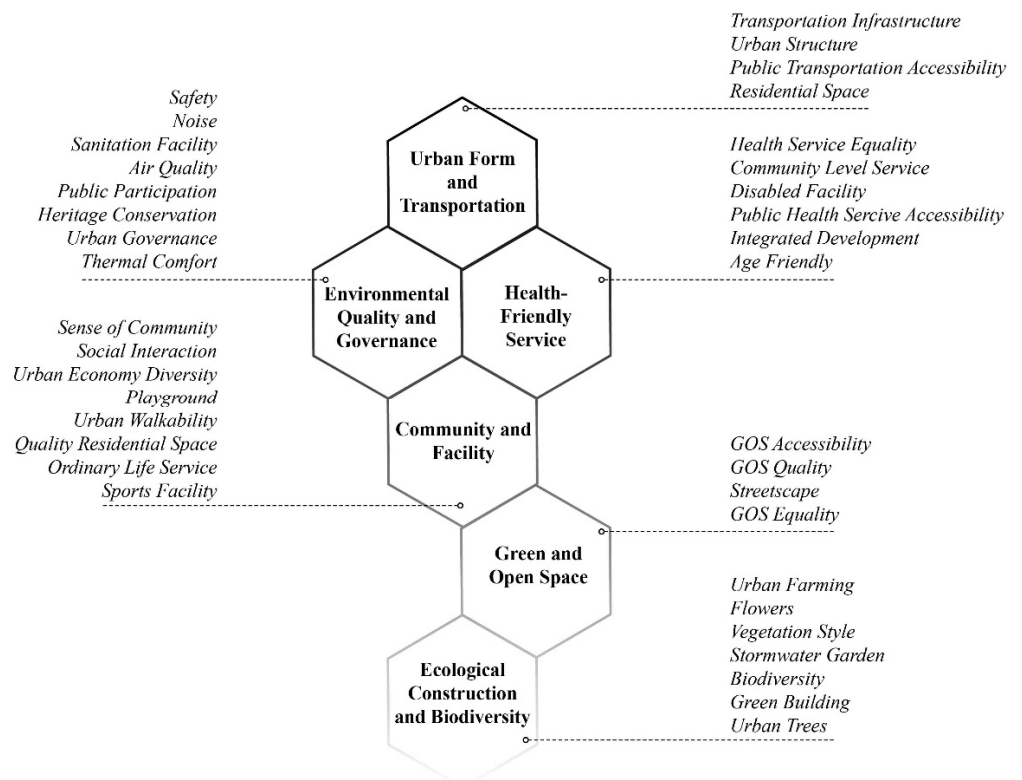 Transportation Infrastructure
Urban Structure
Public Transportation Accessibility
Residential Space
Safety
Noise
Sanitation Facility
Air Quality
Public Participation
Heritage Conservation
Urban Governance
Thermal Comfort
Urban Form
and
Transportation
Health Service Equality
Community Level Service
Disabled Facility
Public Health Sercive Accessibility
Integrated Development
Age Friendly
Environmental
Quality and
Governance
Health-
Friendly
Service
Sense of Community
Social Interaction
Urban Economy Diversity
Playground
Urban Walkability
Quality Residential Space
Ordinary Life Service
Sports Facility
Community and
Facility
GOS Accessibility
GOS Quality
Streetscape
GOS Equality
Green and
Open Space
Urban Farming
Flowers
Vegetation Style
Stormwater Garden
Biodiversity
Green Building
Urban Trees
Ecological
Construction
and Biodiversity